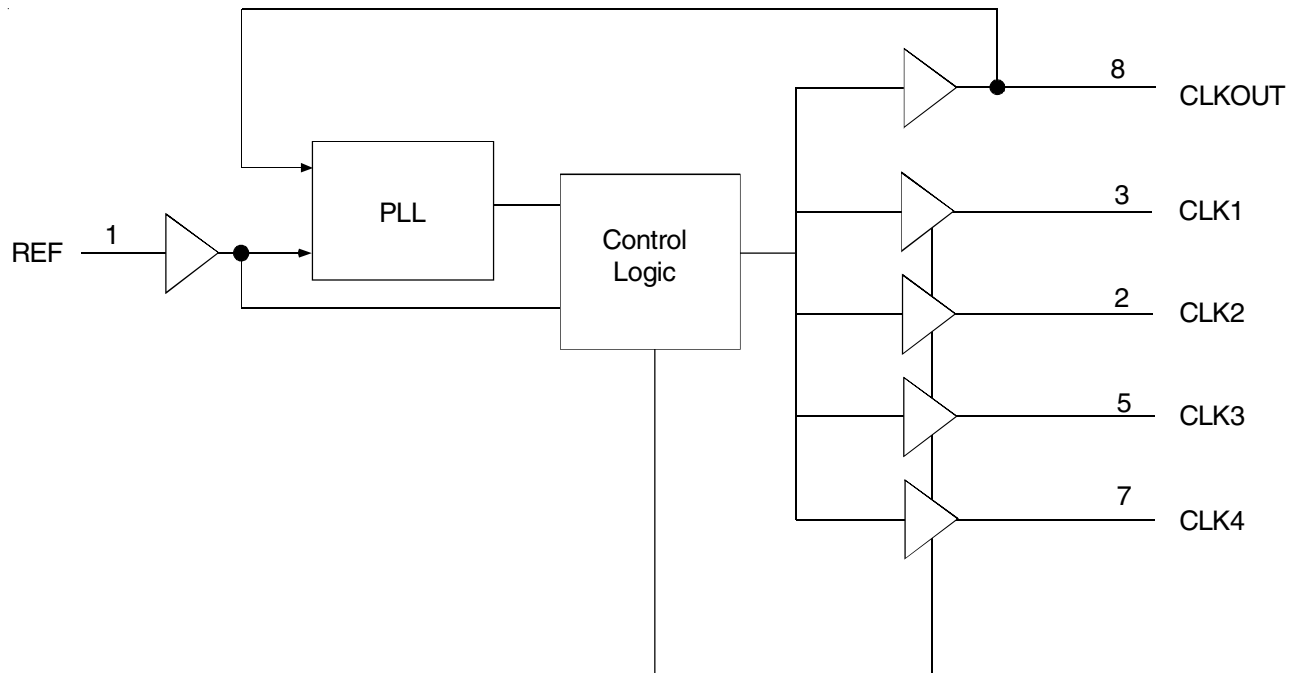 8
CLKOUT
PLL
3
CLK1
REF
1
Control
Logic
2
CLK2
5
CLK3
7
CLK4